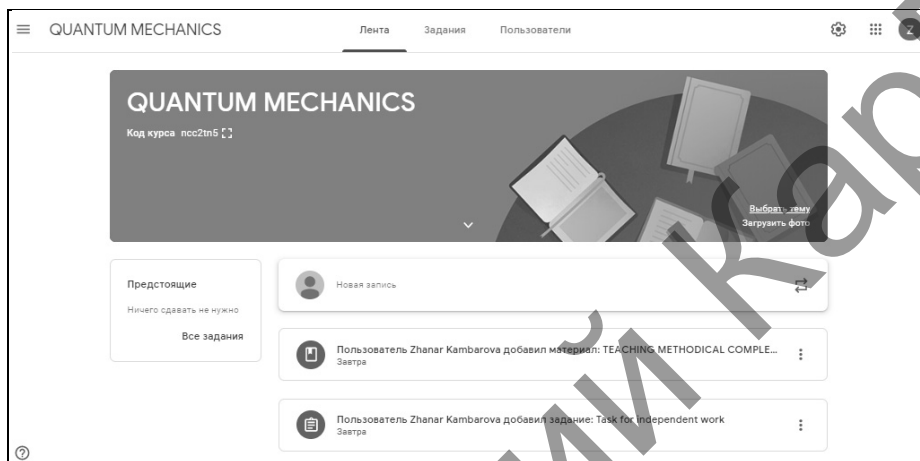 QUANTUM MECHANICS
Лента Задания Пользователи
Z
QUANTUM MECHANICS
Код курса ncc2tn5
Выбрать тему
Загрузить фото
Предстоящие
Ничего сдавать не нужно
Все задания
Новая запись
Пользователь Zhanar Kambarova добавил материал: TEACHING METHODICAL COMPLE...
Завтра
Пользователь Zhanar Kambarova добавил задание: Task for independent work
Завтра